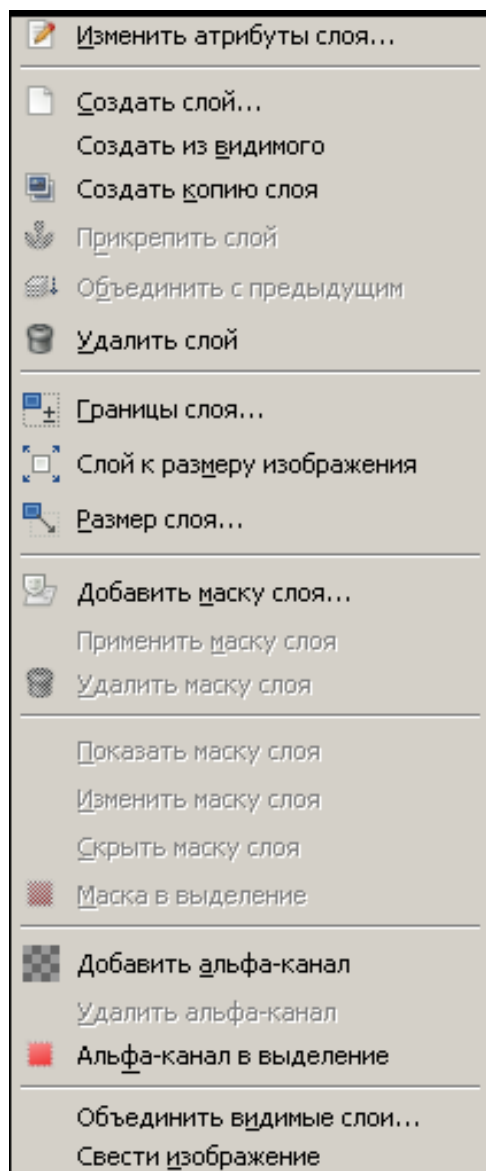 Изменить атрибуты слоя...
Создать слой...
Создать из видимого
Создать копию слоя
Прикрепить слой
Объединить с предыдущим
Удалить слой
Границы слоя...
Слой к размеру изображения
Размер слоя...
Добавить маску слоя...
Применить маску слоя
Удалить маску слоя
Показать маску слоя
Изменить маску слоя
Скрыть маску слоя
Маска в выделение
Добавить альфа-канал
Удалить альфа-канал
Альфа-канал в выделение
Объединить видимые слои...
Свести изображение